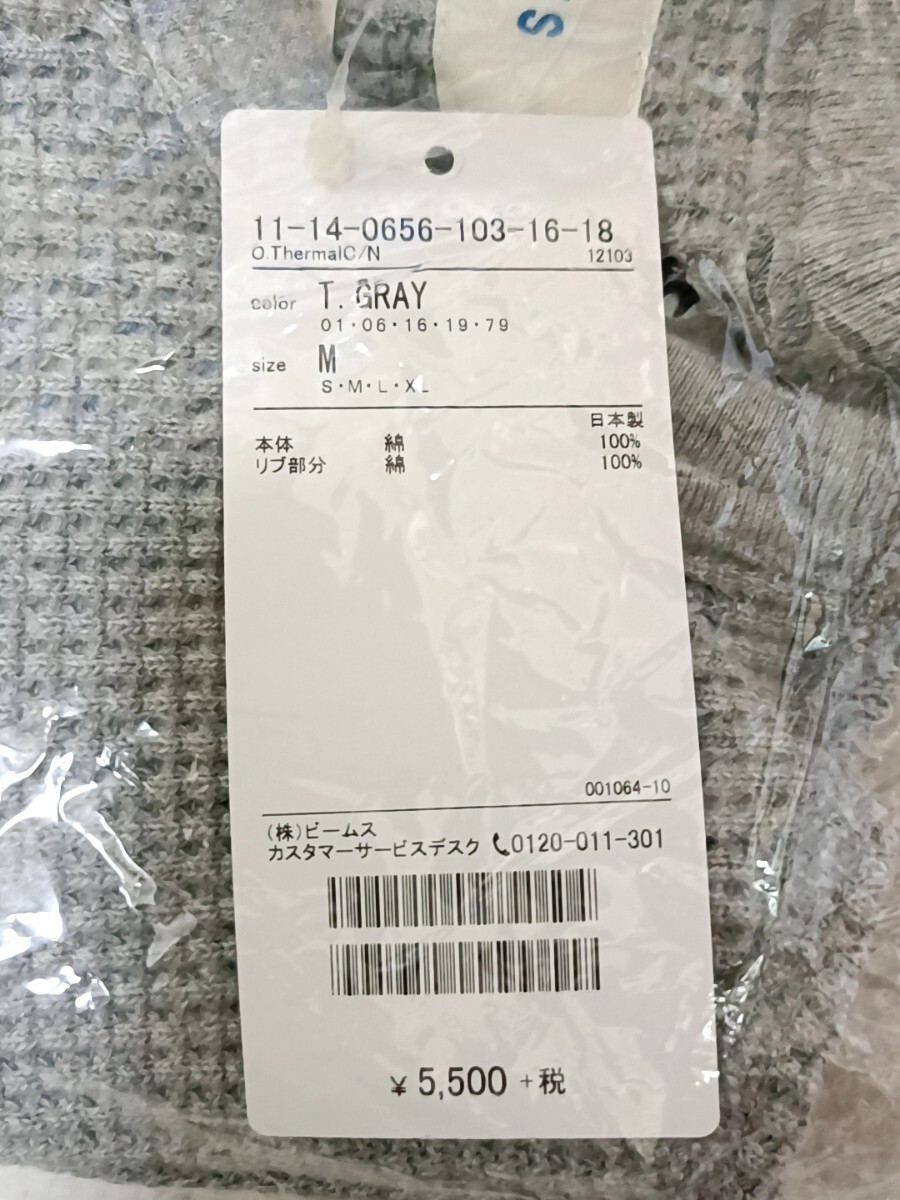 S
11-14-0656-103-16-18
O.ThermalC/N 12103
color T. GRAY
01・06・16・19・79
size M
S・M・L・XL
日本製
本体 綿 100%
リブ部分 綿 100%
001064-10
(株)ビームス
カスタマーサービスデスク 0120-011-301
¥ 5,500 +税